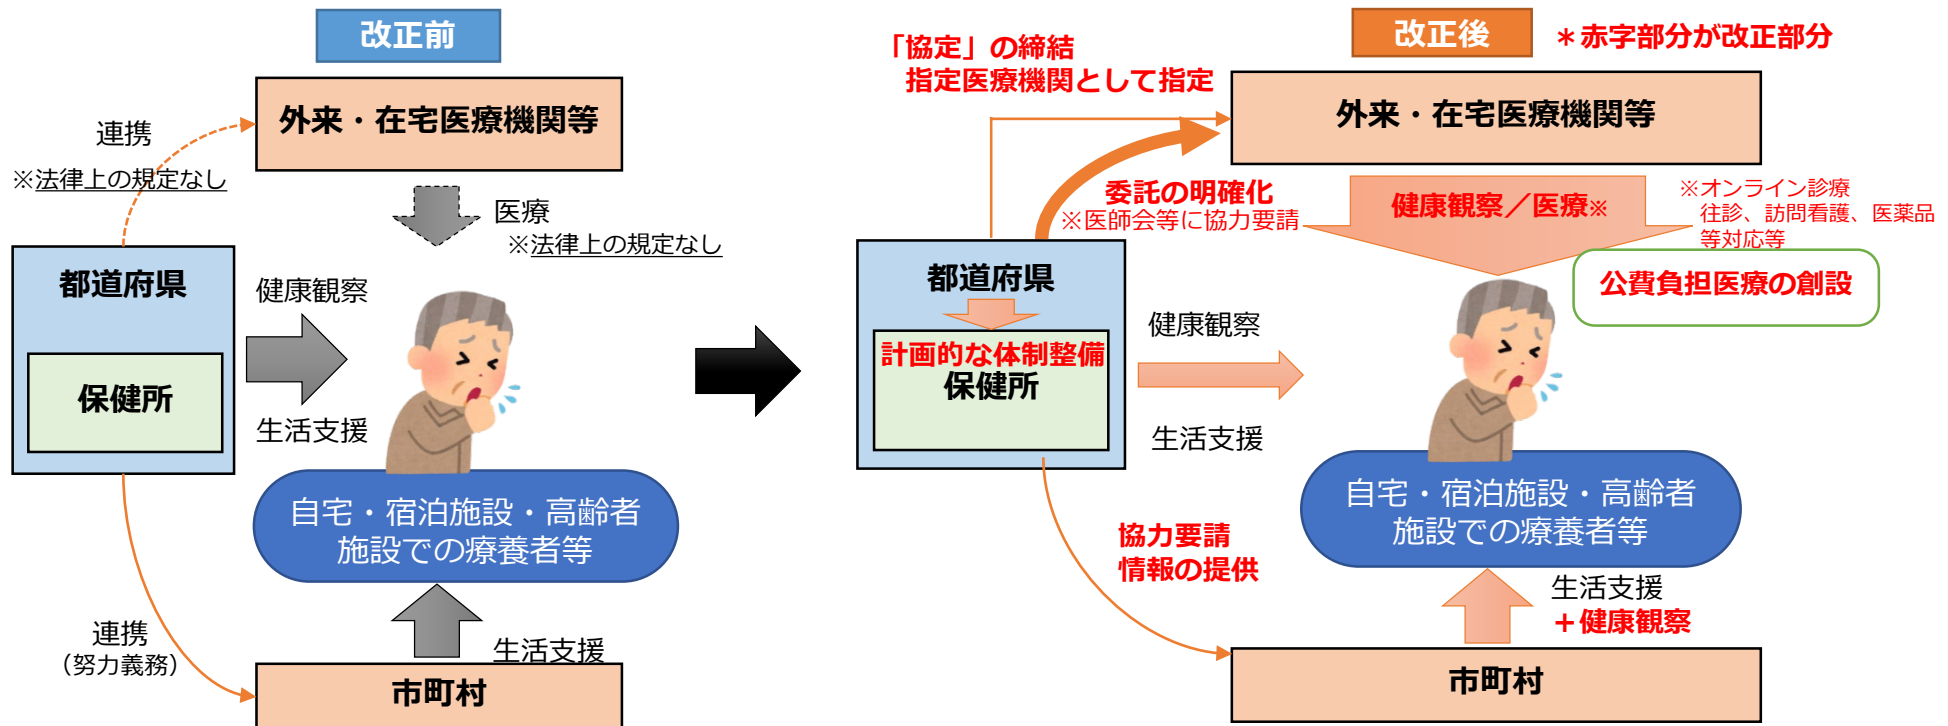 改正前
外来・在宅医療機関等
連携
※法律上の規定なし
医療
※法律上の規定なし
都道府県
保健所
健康観察
生活支援
自宅・宿泊施設・高齢者
施設での療養者等
連携
（努力義務）
生活支援
市町村
改正後
＊赤字部分が改正部分
「協定」の締結
指定医療機関として指定
外来・在宅医療機関等
委託の明確化
※医師会等に協力要請
健康観察／医療※
※オンライン診療
往診、訪問看護、医薬品
等対応等
公費負担医療の創設
都道府県
計画的な体制整備
保健所
健康観察
生活支援
自宅・宿泊施設・高齢者
施設での療養者等
協力要請
情報の提供
生活支援
＋健康観察
市町村